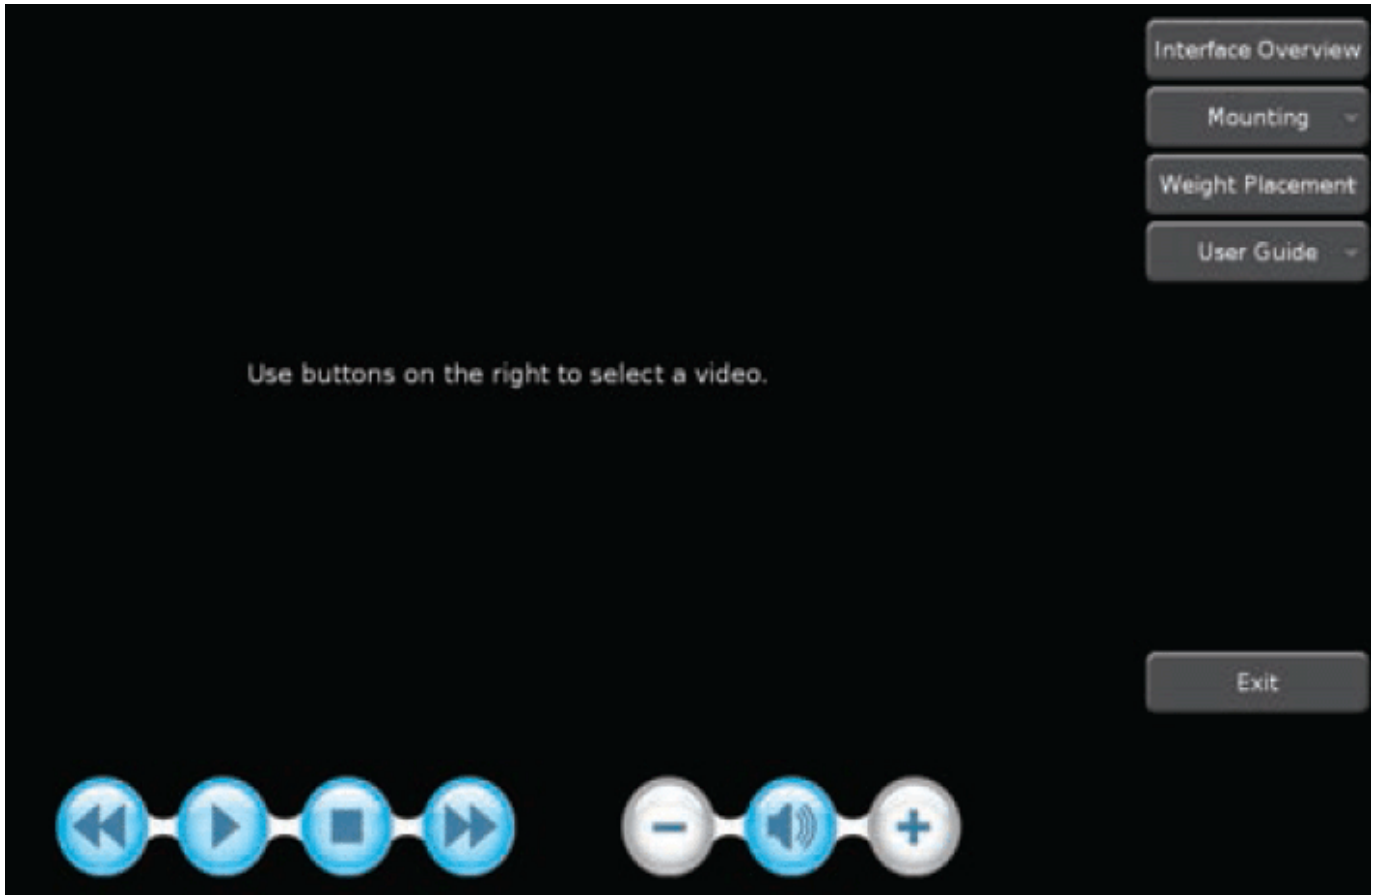 Interface Overview
Mounting
Weight Placement
User Guide
Use buttons on the right to select a video.
Exit